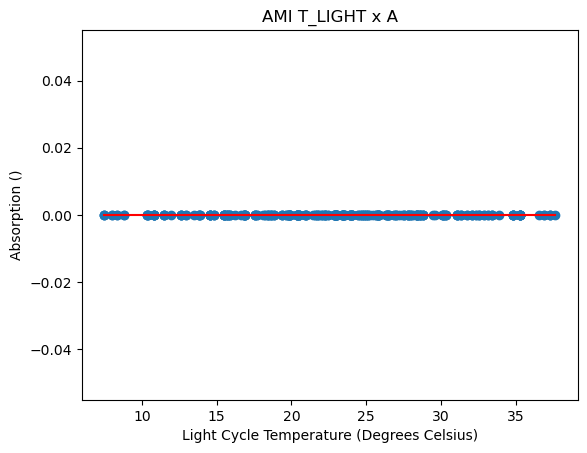 AMI T_LIGHT x A
0.04
0.02
0.00
−0.02
−0.04
Absorption ()
10 15 20 25 30 35
Light Cycle Temperature (Degrees Celsius)